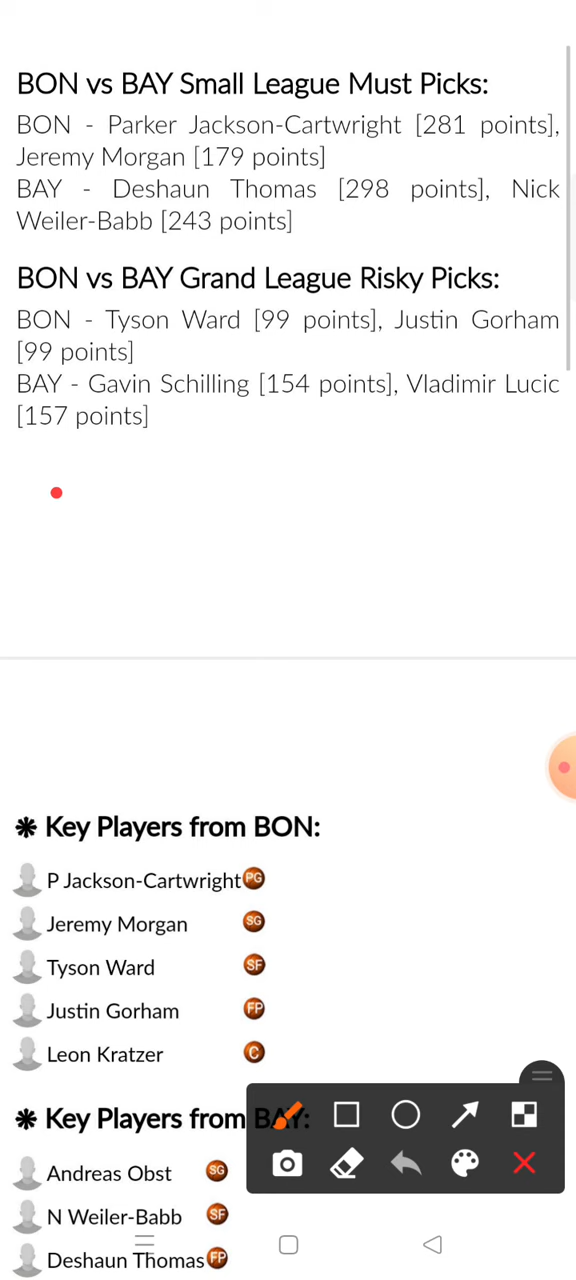 BON vs BAY Small League Must Picks:
BON - Parker Jackson-Cartwright [281 points],
Jeremy Morgan [179 points]
BAY - Deshaun Thomas [298 points], Nick
Weiler-Babb [243 points]
BON vs BAY Grand League Risky Picks:
BON - Tyson Ward [99 points], Justin Gorham
[99 points]
BAY - Gavin Schilling [154 points], Vladimir Lucic
[157 points]
✱ Key Players from BON:
P Jackson-Cartwright PG
Jeremy Morgan SG
Tyson Ward SF
Justin Gorham FP
Leon Kratzer C
✱ Key Players from BAY:
Andreas Obst SG
N Weiler-Babb SF
Deshaun Thomas FP